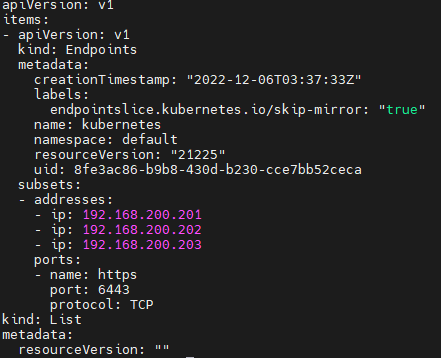 apiVersion: v1
items:
- apiVersion: v1
  kind: Endpoints
  metadata:
    creationTimestamp: "2022-12-06T03:37:33Z"
    labels:
      endpointslice.kubernetes.io/skip-mirror: "true"
    name: kubernetes
    namespace: default
    resourceVersion: "21225"
    uid: 8fe3ac86-b9b8-430d-b230-cce7bb52ceca
  subsets:
  - addresses:
    - ip: 192.168.200.201
    - ip: 192.168.200.202
    - ip: 192.168.200.203
    ports:
    - name: https
      port: 6443
      protocol: TCP
kind: List
metadata:
  resourceVersion: ""